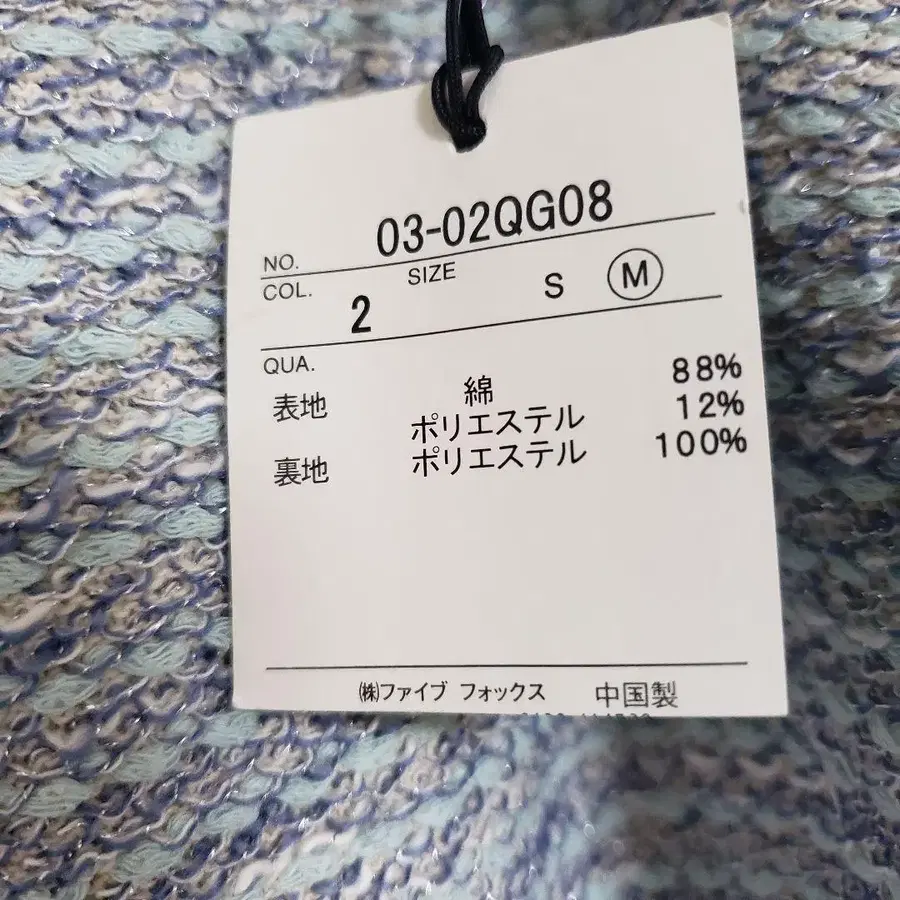 NO. 03-02QG08
COL. 2 SIZE S M
QUA.
表地 綿 88%
ポリエステル 12%
裏地 ポリエステル 100%
㈱ファイブ フォックス 中国製